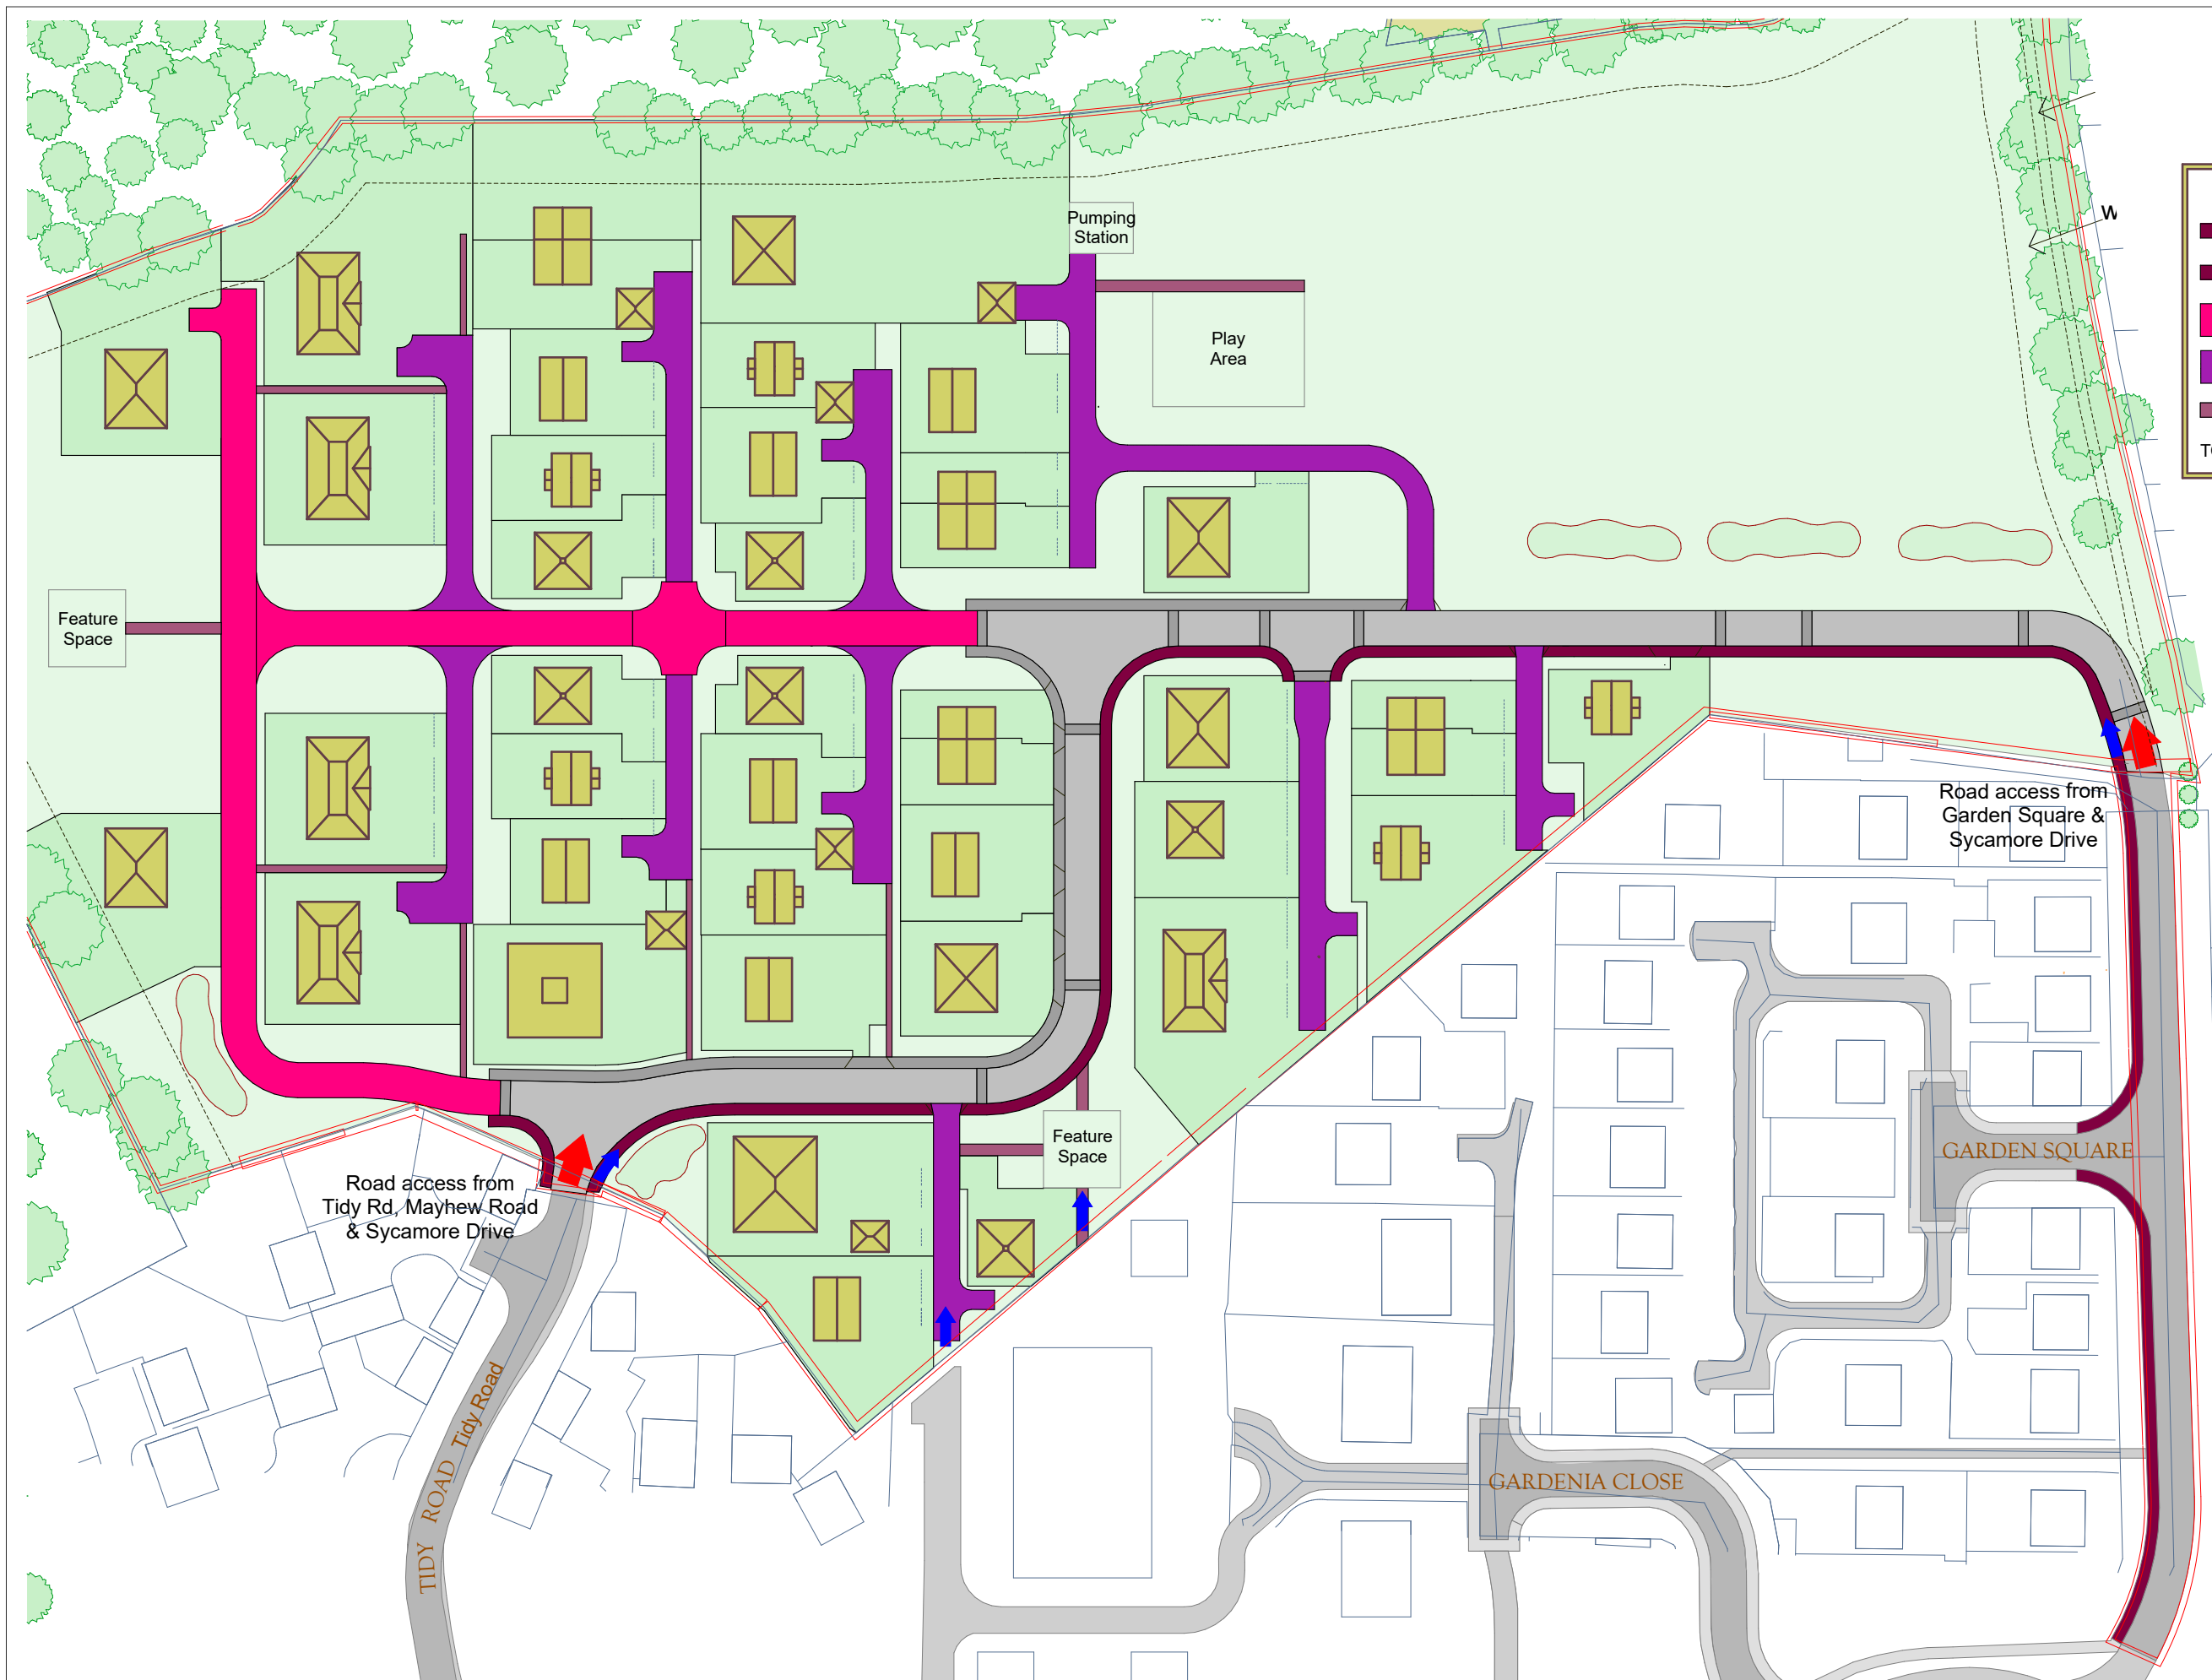 W
Pumping
Station
Play
Area
Feature
Space
Road access from
Garden Square &
Sycamore Drive
Feature
Space
GARDEN SQUARE
Road access from
Tidy Rd, Mayhew Road
& Sycamore Drive
Tidy Road
TIDY ROAD
GARDENIA CLOSE